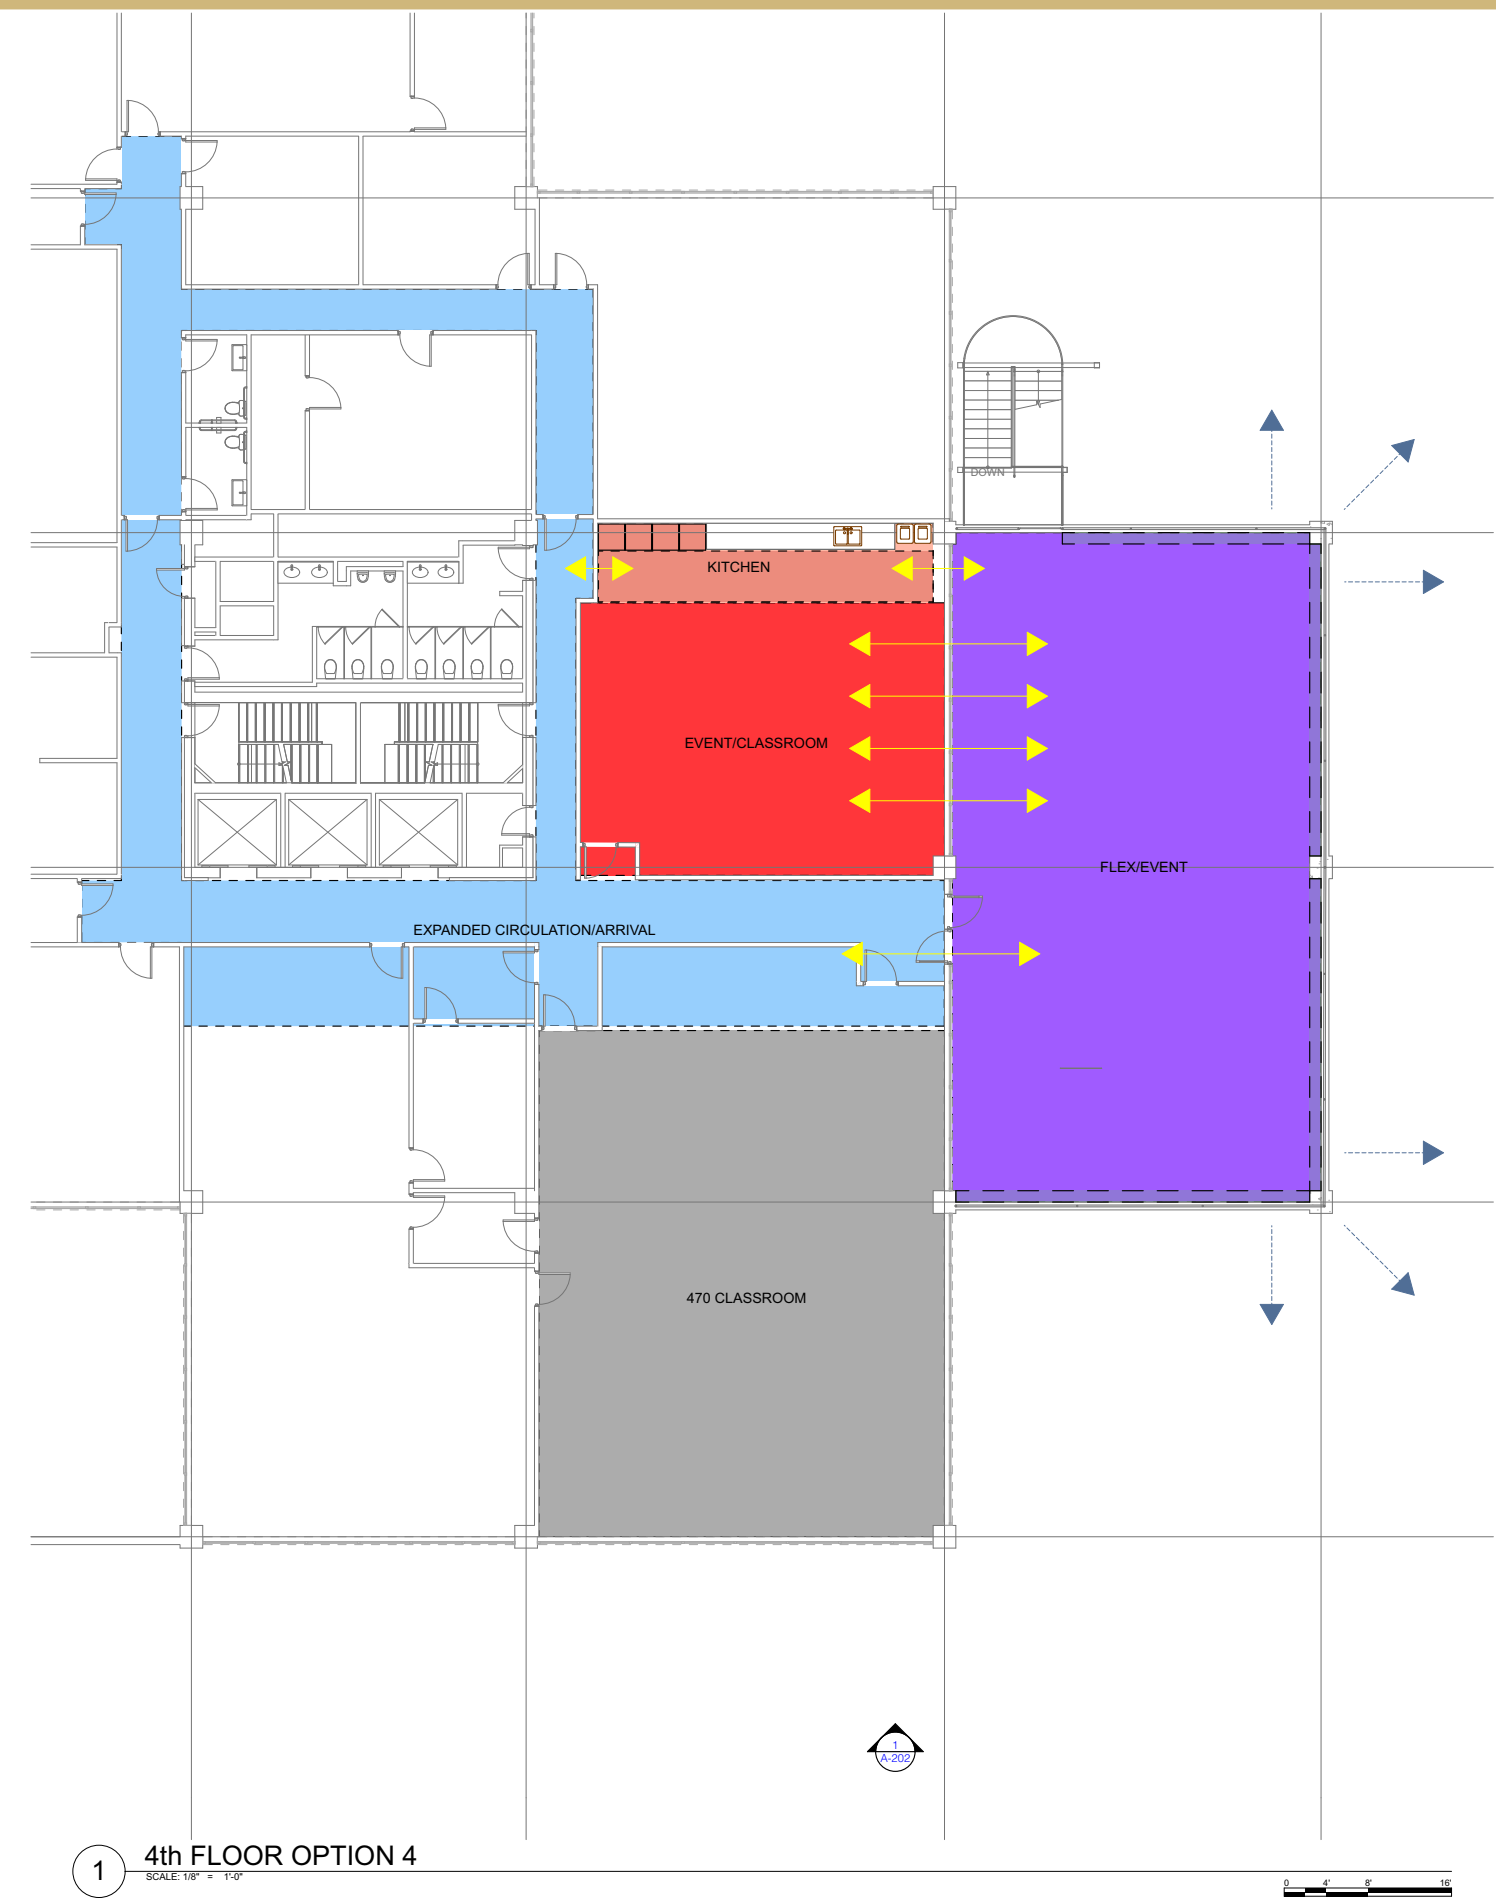 DOWN
KITCHEN
EVENT/CLASSROOM
FLEX/EVENT
EXPANDED CIRCULATION/ARRIVAL
470 CLASSROOM
1
A-202
1
4th FLOOR OPTION 4
SCALE: 1/8" = 1'-0"
0 4' 8' 16'